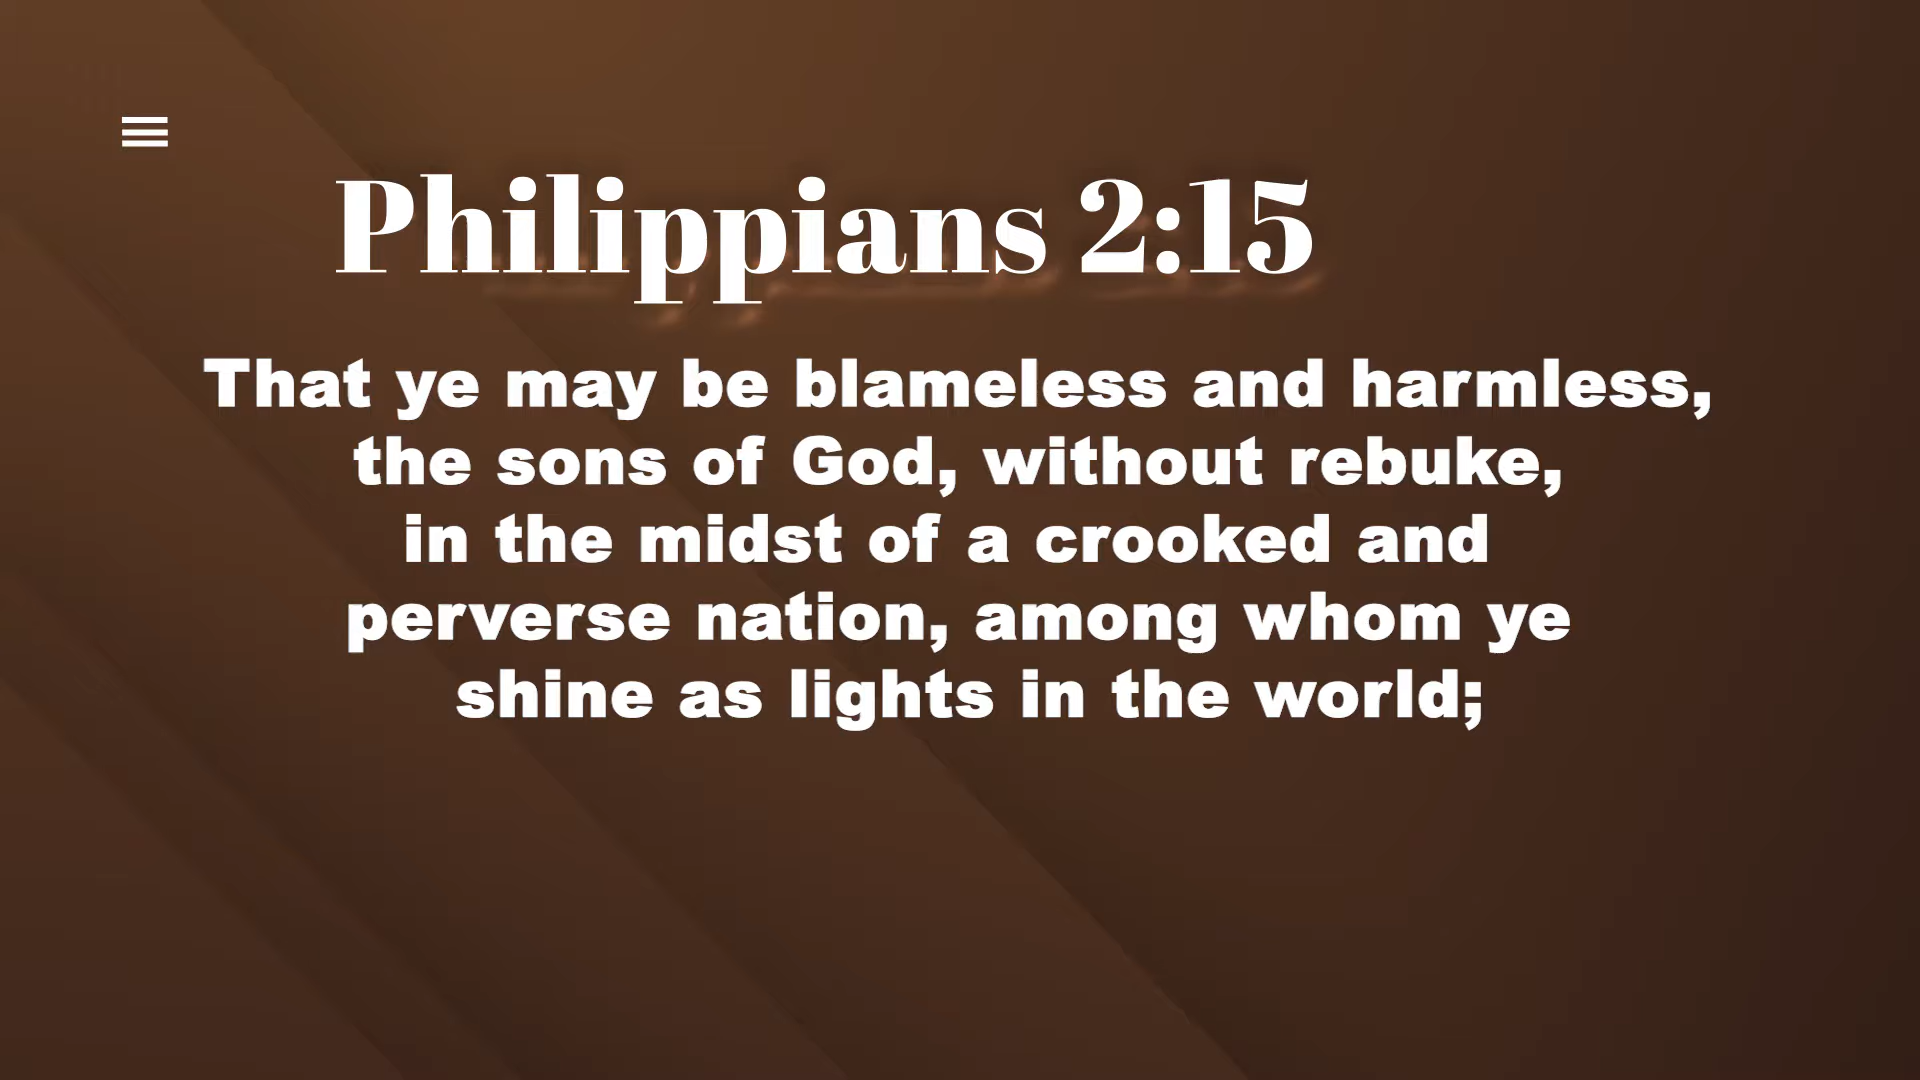 Philippians 2:15
That ye may be blameless and harmless,
the sons of God, without rebuke,
in the midst of a crooked and
perverse nation, among whom ye
shine as lights in the world;